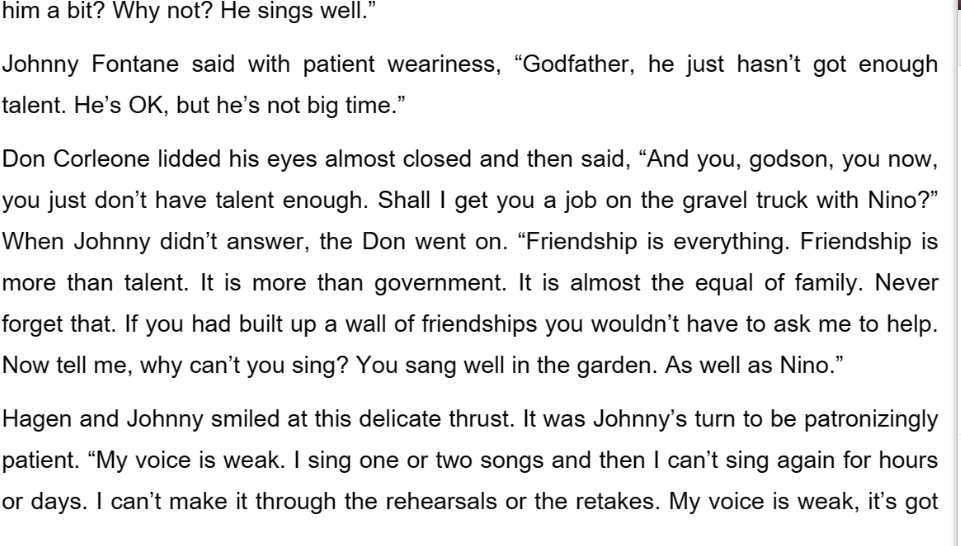 him a bit? Why not? He sings well.”
Johnny Fontane said with patient weariness, “Godfather, he just hasn’t got enough
talent. He’s OK, but he’s not big time.”
Don Corleone lidded his eyes almost closed and then said, “And you, godson, you now,
you just don’t have talent enough. Shall I get you a job on the gravel truck with Nino?”
When Johnny didn’t answer, the Don went on. “Friendship is everything. Friendship is
more than talent. It is more than government. It is almost the equal of family. Never
forget that. If you had built up a wall of friendships you wouldn’t have to ask me to help.
Now tell me, why can’t you sing? You sang well in the garden. As well as Nino.”
Hagen and Johnny smiled at this delicate thrust. It was Johnny’s turn to be patronizingly
patient. “My voice is weak. I sing one or two songs and then I can’t sing again for hours
or days. I can’t make it through the rehearsals or the retakes. My voice is weak, it’s got